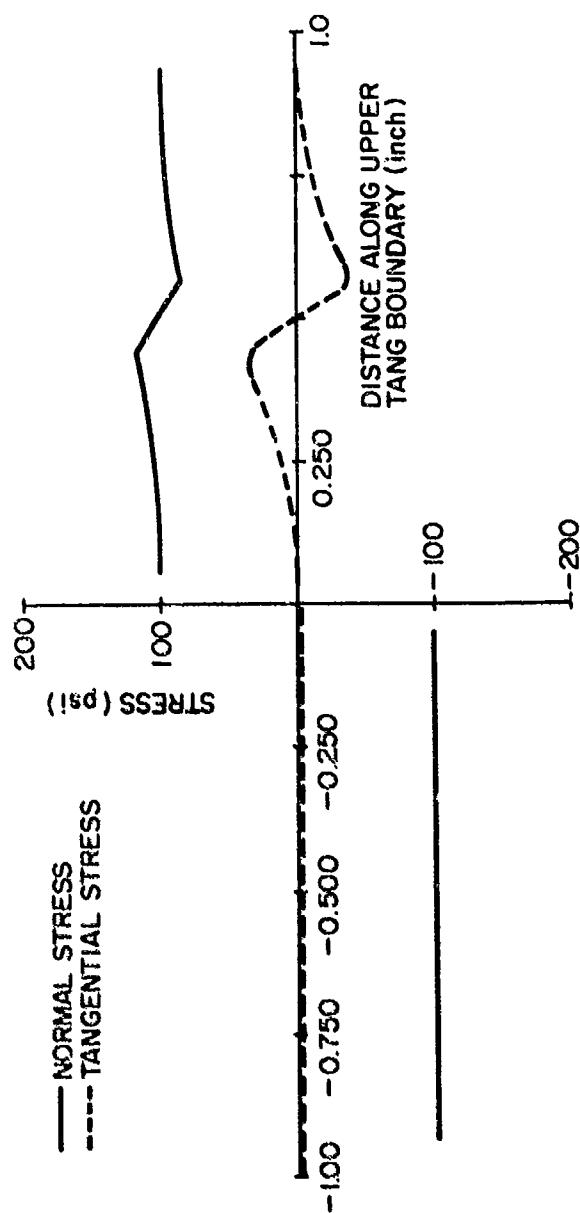 NORMAL STRESS
TANGENTIAL STRESS
STRESS (psi)
200
100
-1.00
-0.750
-0.500
-0.250
0.250
1.0
-100
-200
DISTANCE ALONG UPPER
TANG BOUNDARY (inch)